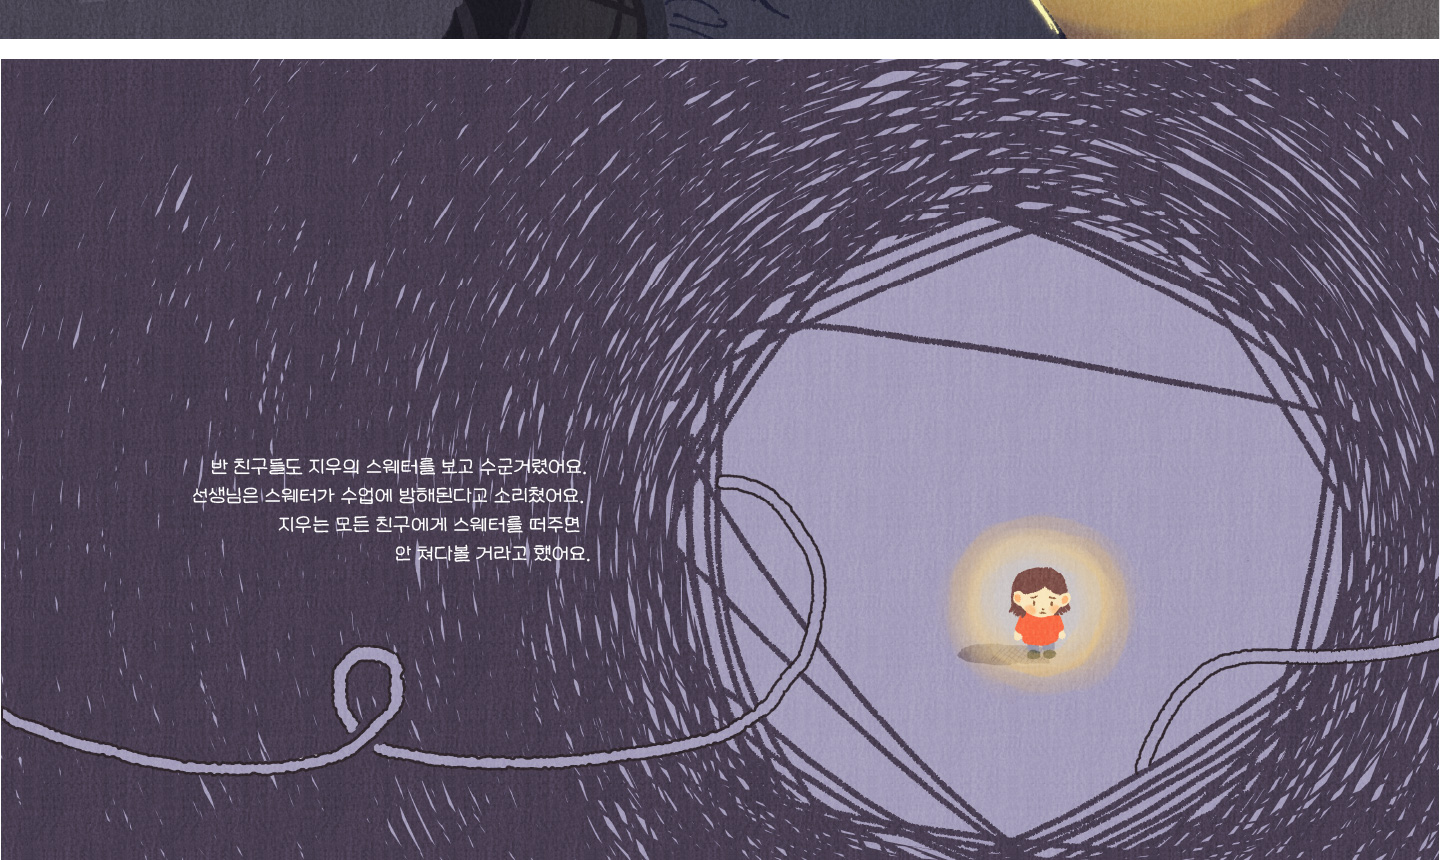 반 친구들도 지우의 스웨터를 보고 수군거렸어요.
선생님은 스웨터가 수업에 방해된다고 소리쳤어요.
지우는 모든 친구에게 스웨터를 떠주면
안 쳐다볼 거라고 했어요.